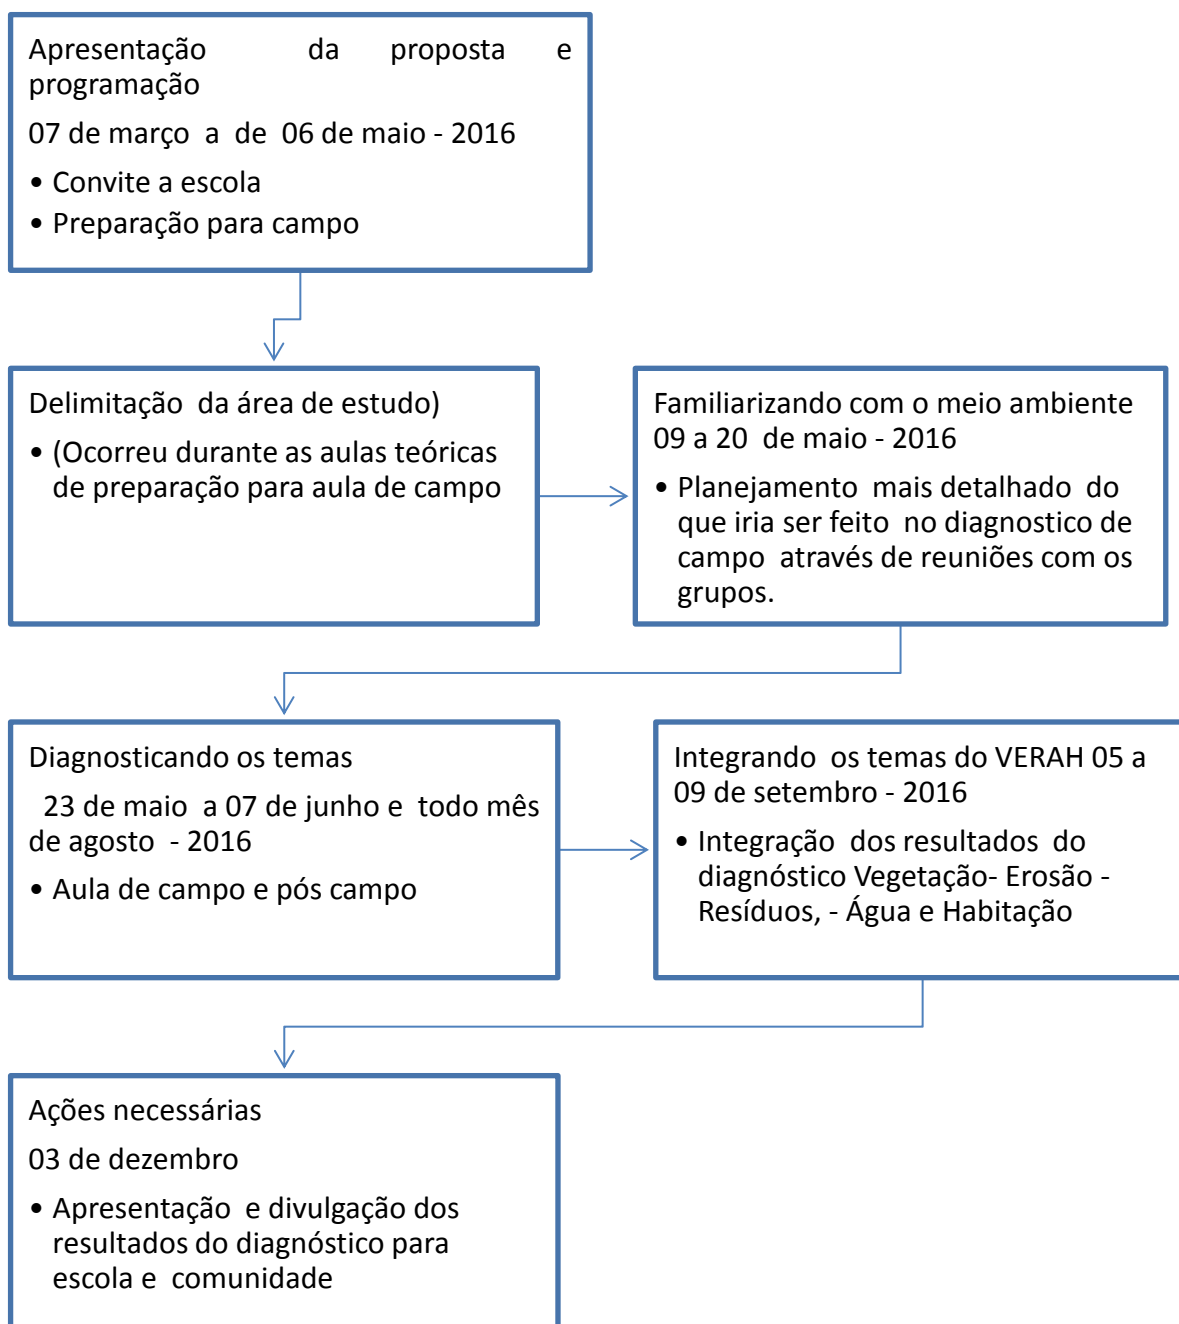 Apresentação da proposta e
programação
07 de março a de 06 de maio - 2016
• Convite a escola
• Preparação para campo
Delimitação da área de estudo)
• (Ocorreu durante as aulas teóricas
de preparação para aula de campo
Familiarizando com o meio ambiente
09 a 20 de maio - 2016
• Planejamento mais detalhado do
que iria ser feito no diagnostico de
campo através de reuniões com os
grupos.
Diagnosticando os temas
23 de maio a 07 de junho e todo mês
de agosto - 2016
• Aula de campo e pós campo
Integrando os temas do VERAH 05 a
09 de setembro - 2016
• Integração dos resultados do
diagnóstico Vegetação- Erosão -
Resíduos, - Água e Habitação
Ações necessárias
03 de dezembro
• Apresentação e divulgação dos
resultados do diagnóstico para
escola e comunidade